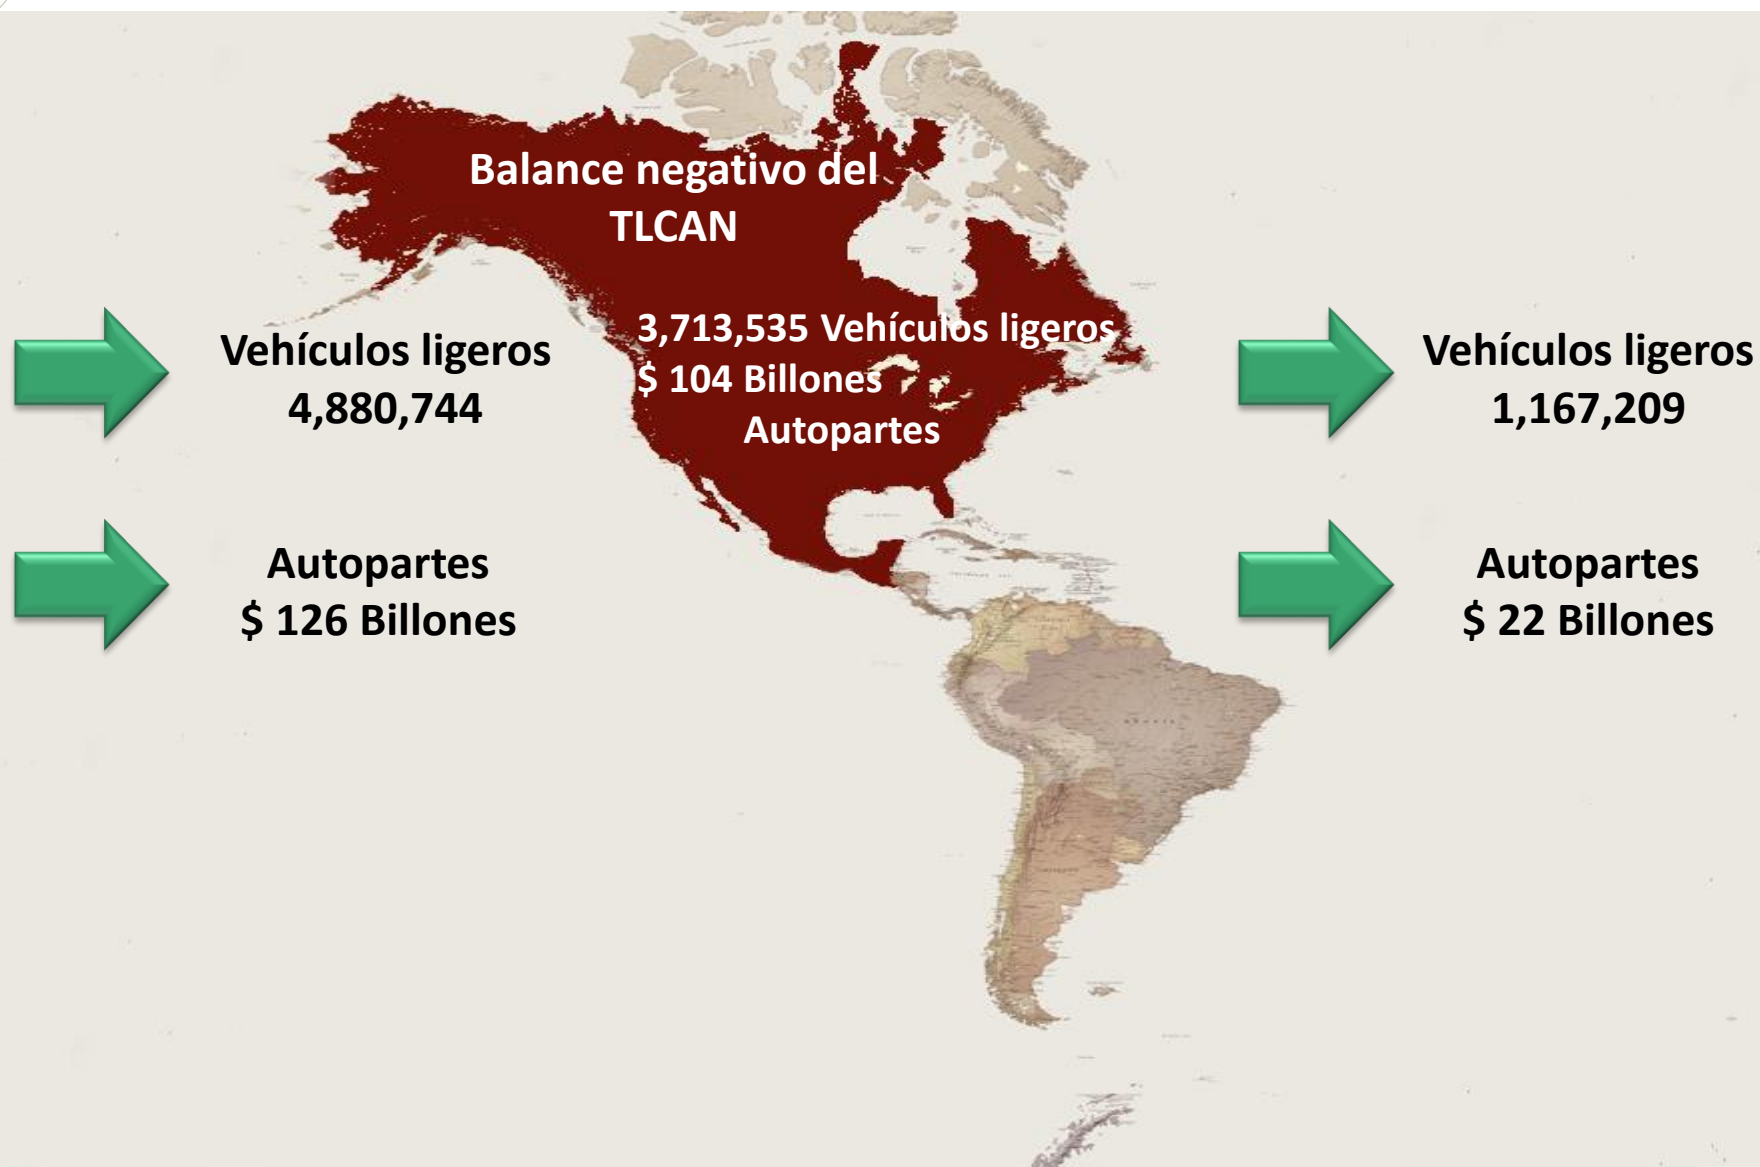 Balance negativo del
TLCAN
3,713,535 Vehículos ligeros
$ 104 Billones
Autopartes
Vehículos ligeros
4,880,744
Autopartes
$ 126 Billones
Vehículos ligeros
1,167,209
Autopartes
$ 22 Billones